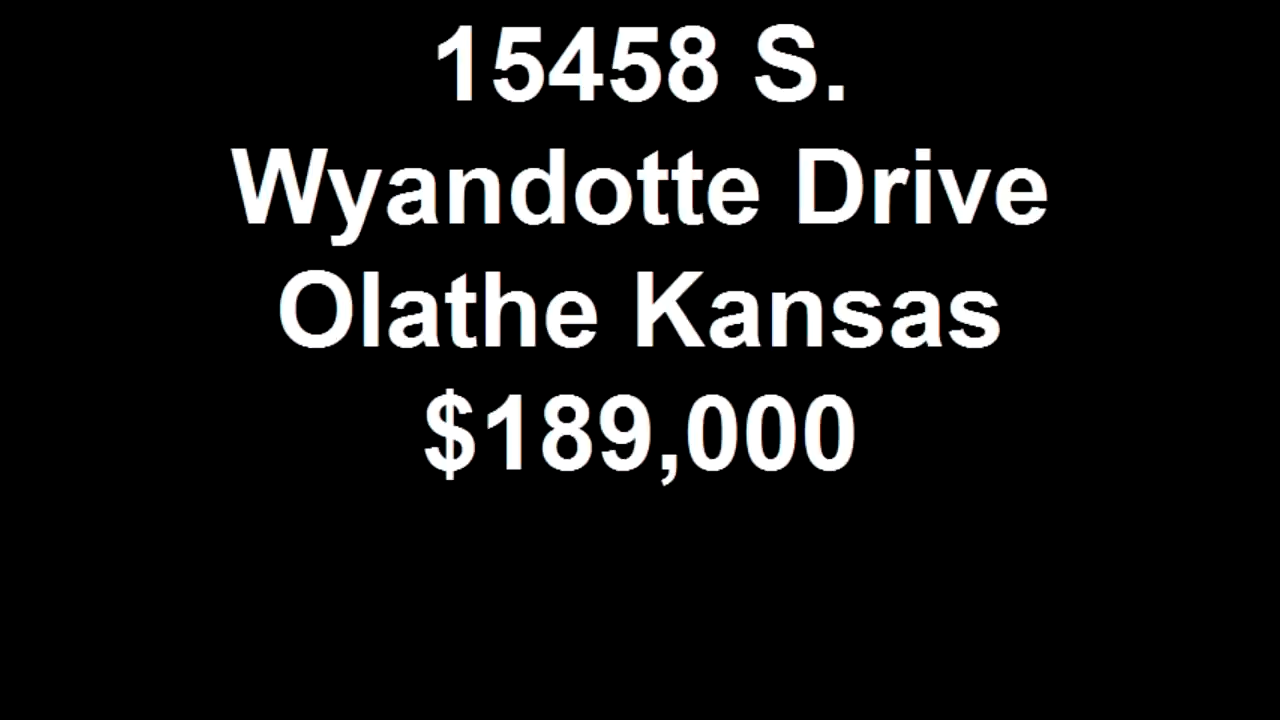 15458 S.
Wyandotte Drive
Olathe Kansas
$189,000